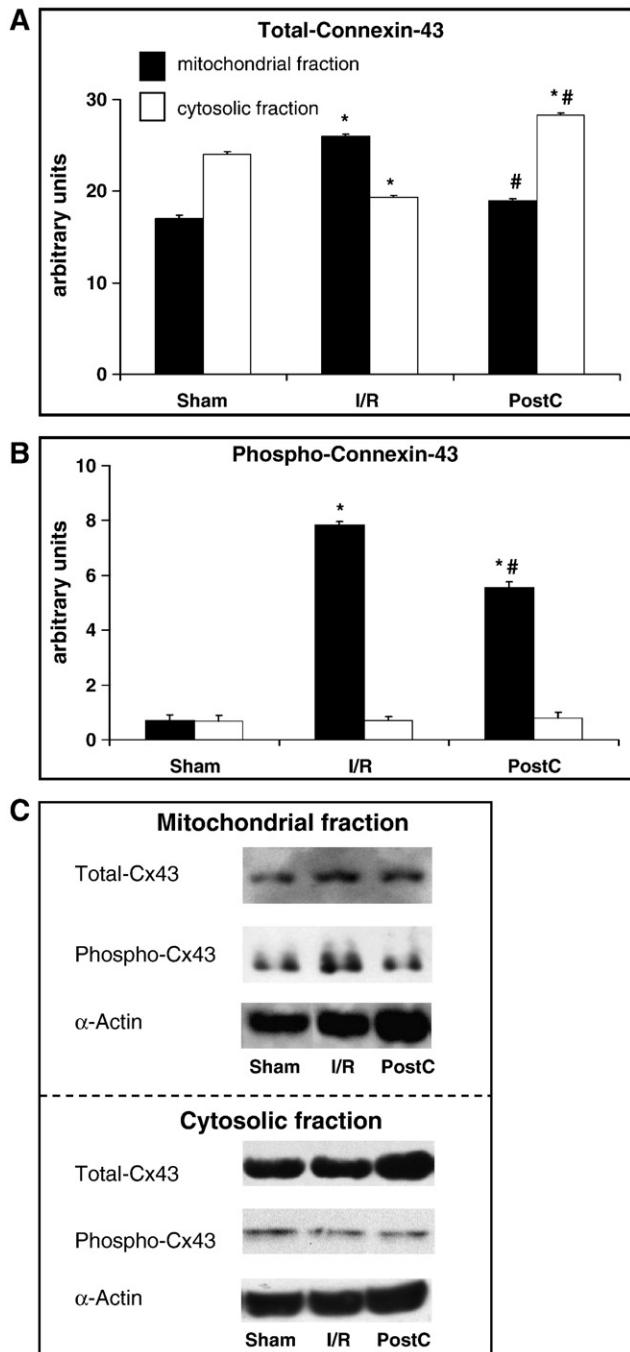 A
Total-Connexin-43
mitochondrial fraction
cytosolic fraction
arbitrary units
30
20
10
0
*
*
#
* #
Sham I/R PostC
B
Phospho-Connexin-43
arbitrary units
10
8
6
4
2
0
*
* #
Sham I/R PostC
C
Mitochondrial fraction
Total-Cx43
Phospho-Cx43
α-Actin
Sham I/R PostC
Cytosolic fraction
Total-Cx43
Phospho-Cx43
α-Actin
Sham I/R PostC